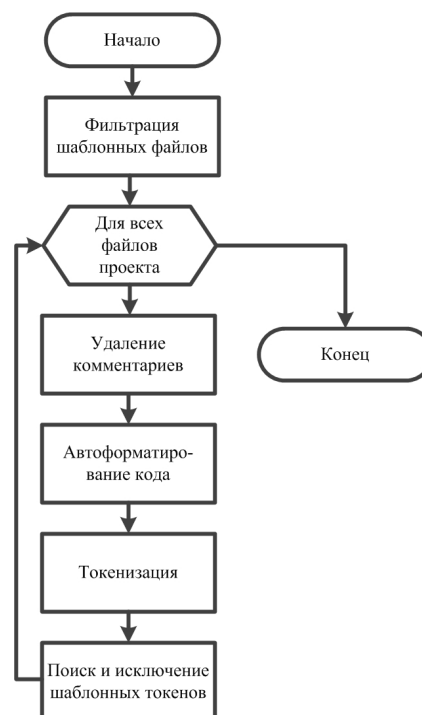 Начало
Фильтрация
шаблонных файлов
Для всех
файлов
проекта
Удаление
комментариев
Конец
Автоформатиро-
вание кода
Токенизация
Поиск и исключение
шаблонных токенов